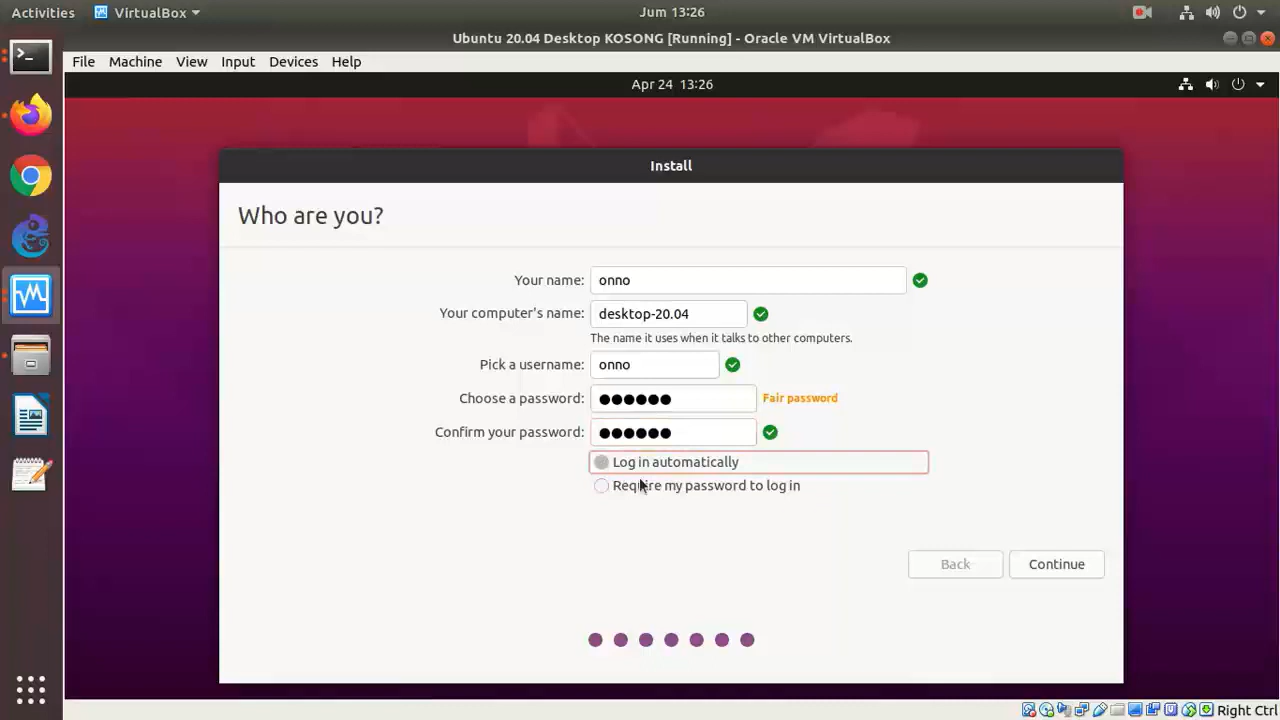 Activities VirtualBox Jum 13:26
Ubuntu 20.04 Desktop KOSONG [Running] - Oracle VM VirtualBox
File Machine View Input Devices Help
Apr 24 13:26
Install
Who are you?
Your name: onno
Your computer's name: desktop-20.04
The name it uses when it talks to other computers.
Pick a username: onno
Choose a password: ●●●●●● Fair password
Confirm your password: ●●●●●●
Log in automatically
Require my password to log in
Back Continue
Right Ctrl